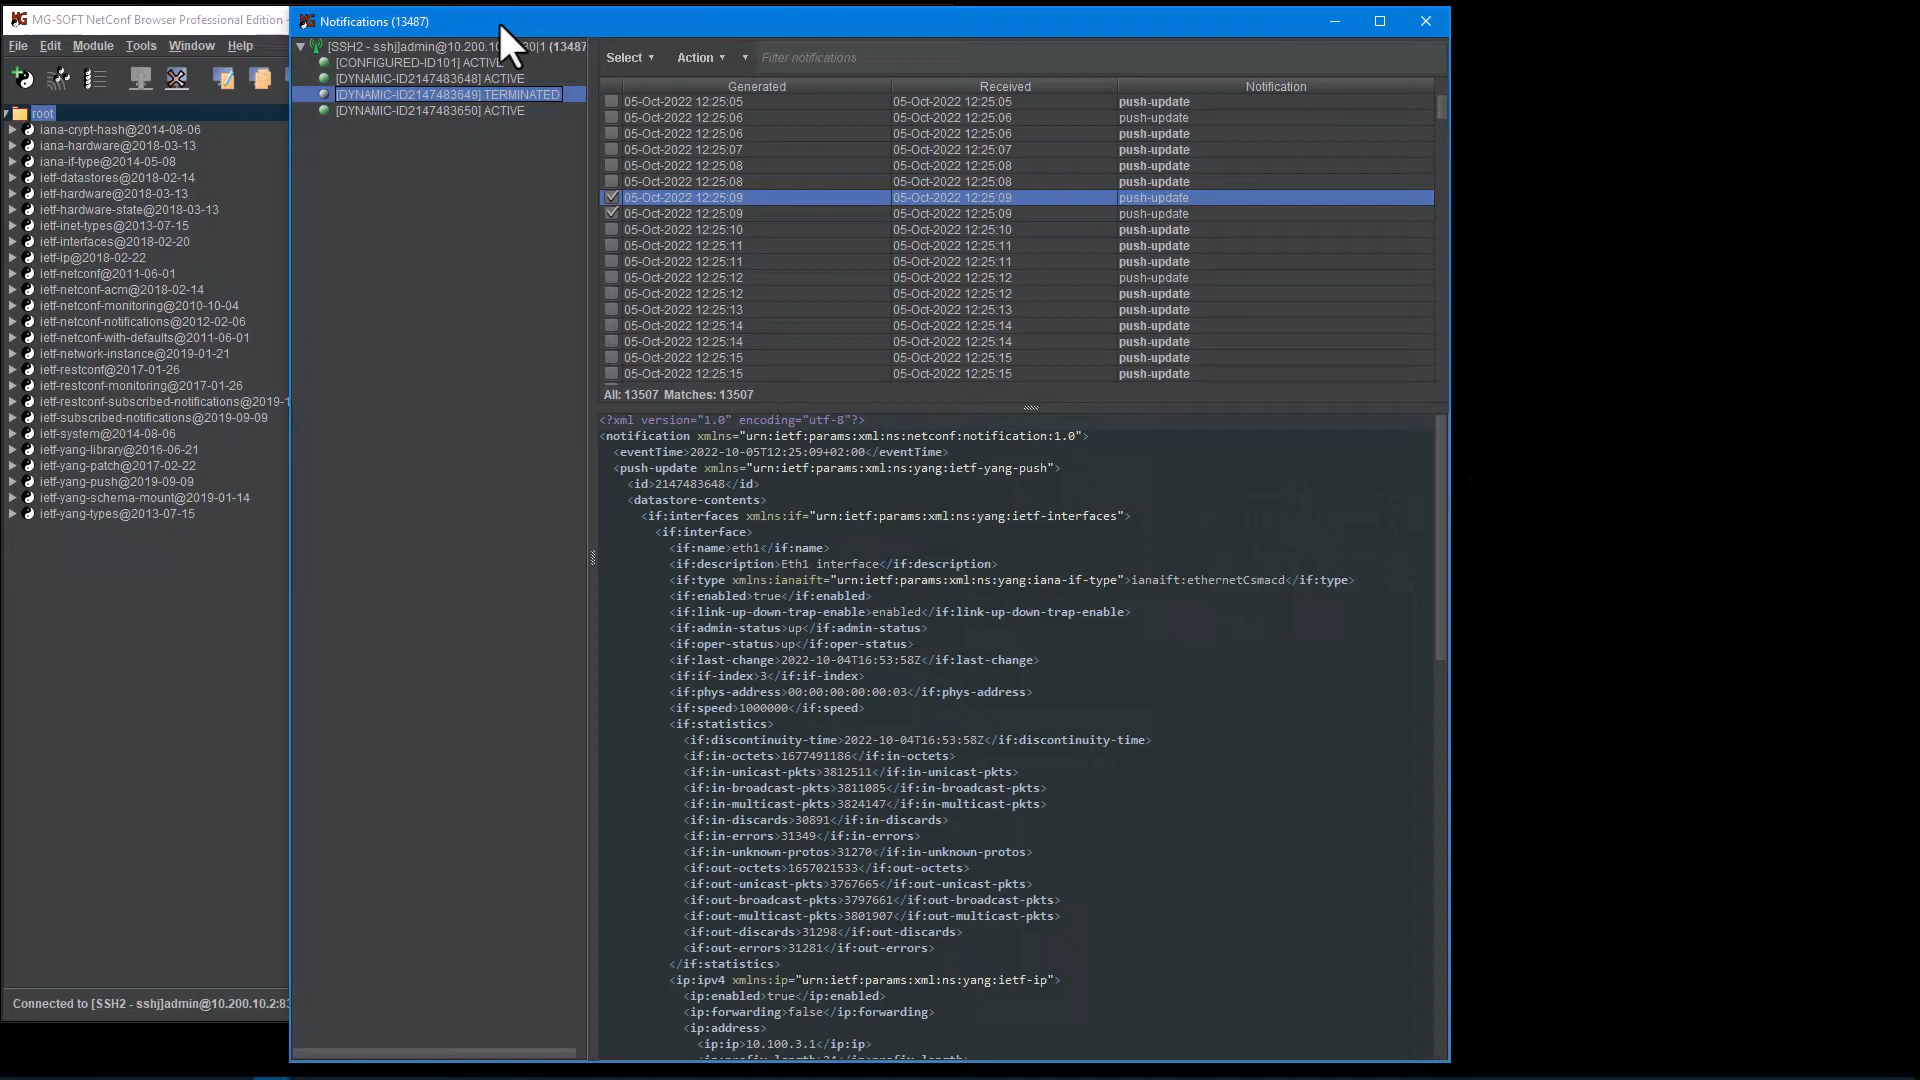 MG-SOFT NetConf Browser Professional Edition -
File Edit Module Tools Window Help
root
iana-crypt-hash@2014-08-06
iana-hardware@2018-03-13
iana-if-type@2014-05-08
ietf-datastores@2018-02-14
ietf-hardware@2018-03-13
ietf-hardware-state@2018-03-13
ietf-inet-types@2013-07-15
ietf-interfaces@2018-02-20
ietf-ip@2018-02-22
ietf-netconf@2011-06-01
ietf-netconf-acm@2018-02-14
ietf-netconf-monitoring@2010-10-04
ietf-netconf-notifications@2012-02-06
ietf-netconf-with-defaults@2011-06-01
ietf-network-instance@2019-01-21
ietf-restconf@2017-01-26
ietf-restconf-monitoring@2017-01-26
ietf-restconf-subscribed-notifications@2019-1
ietf-subscribed-notifications@2019-09-09
ietf-system@2014-08-06
ietf-yang-library@2016-06-21
ietf-yang-patch@2017-02-22
ietf-yang-push@2019-09-09
ietf-yang-schema-mount@2019-01-14
ietf-yang-types@2013-07-15
Connected to [SSH2 - sshj]admin@10.200.10.2:83
Notifications (13487)
[SSH2 - sshj]admin@10.200.10 30|1 (13487
[CONFIGURED-ID101] ACTIVE
[DYNAMIC-ID2147483648] ACTIVE
[DYNAMIC-ID2147483649] TERMINATED
[DYNAMIC-ID2147483650] ACTIVE
Select Action Filter notifications
Generated Received Notification
05-Oct-2022 12:25:05 05-Oct-2022 12:25:05 push-update
05-Oct-2022 12:25:06 05-Oct-2022 12:25:06 push-update
05-Oct-2022 12:25:06 05-Oct-2022 12:25:06 push-update
05-Oct-2022 12:25:07 05-Oct-2022 12:25:07 push-update
05-Oct-2022 12:25:08 05-Oct-2022 12:25:08 push-update
05-Oct-2022 12:25:08 05-Oct-2022 12:25:08 push-update
05-Oct-2022 12:25:09 05-Oct-2022 12:25:09 push-update
05-Oct-2022 12:25:09 05-Oct-2022 12:25:09 push-update
05-Oct-2022 12:25:10 05-Oct-2022 12:25:10 push-update
05-Oct-2022 12:25:11 05-Oct-2022 12:25:11 push-update
05-Oct-2022 12:25:11 05-Oct-2022 12:25:11 push-update
05-Oct-2022 12:25:12 05-Oct-2022 12:25:12 push-update
05-Oct-2022 12:25:12 05-Oct-2022 12:25:12 push-update
05-Oct-2022 12:25:13 05-Oct-2022 12:25:13 push-update
05-Oct-2022 12:25:14 05-Oct-2022 12:25:14 push-update
05-Oct-2022 12:25:14 05-Oct-2022 12:25:14 push-update
05-Oct-2022 12:25:15 05-Oct-2022 12:25:15 push-update
05-Oct-2022 12:25:15 05-Oct-2022 12:25:15 push-update
All: 13507 Matches: 13507
<?xml version="1.0" encoding="utf-8"?>
<notification xmlns="urn:ietf:params:xml:ns:netconf:notification:1.0">
<eventTime>2022-10-05T12:25:09+02:00</eventTime>
<push-update xmlns="urn:ietf:params:xml:ns:yang:ietf-yang-push">
<id>2147483648</id>
<datastore-contents>
<if:interfaces xmlns:if="urn:ietf:params:xml:ns:yang:ietf-interfaces">
<if:interface>
<if:name>eth1</if:name>
<if:description>Eth1 interface</if:description>
<if:type xmlns:ianaift="urn:ietf:params:xml:ns:yang:iana-if-type">ianaift:ethernetCsmacd</if:type>
<if:enabled>true</if:enabled>
<if:link-up-down-trap-enable>enabled</if:link-up-down-trap-enable>
<if:admin-status>up</if:admin-status>
<if:oper-status>up</if:oper-status>
<if:last-change>2022-10-04T16:53:58Z</if:last-change>
<if:if-index>3</if:if-index>
<if:phys-address>00:00:00:00:00:03</if:phys-address>
<if:speed>1000000</if:speed>
<if:statistics>
<if:discontinuity-time>2022-10-04T16:53:58Z</if:discontinuity-time>
<if:in-octets>1677491186</if:in-octets>
<if:in-unicast-pkts>3812511</if:in-unicast-pkts>
<if:in-broadcast-pkts>3811085</if:in-broadcast-pkts>
<if:in-multicast-pkts>3824147</if:in-multicast-pkts>
<if:in-discards>30891</if:in-discards>
<if:in-errors>31349</if:in-errors>
<if:in-unknown-protos>31270</if:in-unknown-protos>
<if:out-octets>1657021533</if:out-octets>
<if:out-unicast-pkts>3767665</if:out-unicast-pkts>
<if:out-broadcast-pkts>3797661</if:out-broadcast-pkts>
<if:out-multicast-pkts>3801907</if:out-multicast-pkts>
<if:out-discards>31298</if:out-discards>
<if:out-errors>31281</if:out-errors>
</if:statistics>
<ip:ipv4 xmlns:ip="urn:ietf:params:xml:ns:yang:ietf-ip">
<ip:enabled>true</ip:enabled>
<ip:forwarding>false</ip:forwarding>
<ip:address>
<ip:ip>10.100.3.1</ip:ip>